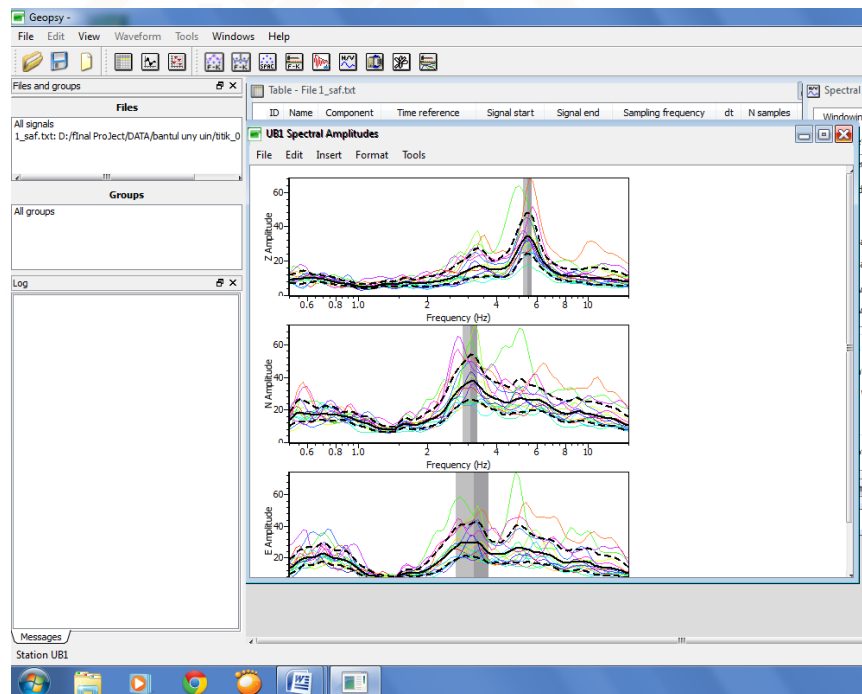 Geopsy -
File Edit View Waveform Tools Windows Help
F-K SPAC F-K H/V
Files and groups
Files
All signals
1_saf.txt: D:/fInal ProJect/DATA/bantul uny uin/titik_0
Groups
All groups
Log
Messages
Station UB1
Table - File 1_saf.txt
ID Name Component Time reference Signal start Signal end Sampling frequency dt N samples
Spectral
Windowin
UB1 Spectral Amplitudes
File Edit Insert Format Tools
60
40
20
0
Z Amplitude
0.6 0.8 1.0 2 4 6 8 10
Frequency (Hz)
60
40
20
0
N Amplitude
0.6 0.8 1.0 2 4 6 8 10
Frequency (Hz)
60
40
20
E Amplitude